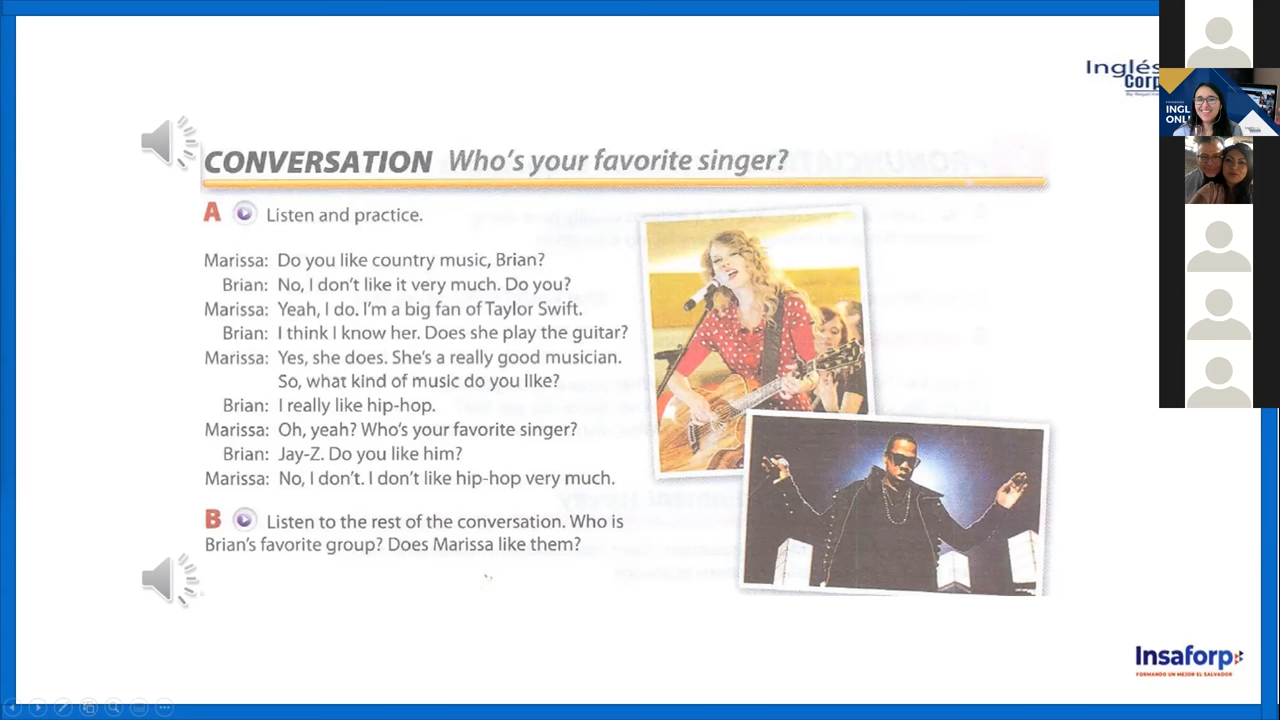 Inglés
Corp
INGL
ONLI
CONVERSATION Who's your favorite singer?
A Listen and practice.
Marissa: Do you like country music, Brian?
Brian: No, I don't like it very much. Do you?
Marissa: Yeah, I do. I'm a big fan of Taylor Swift.
Brian: I think I know her. Does she play the guitar?
Marissa: Yes, she does. She's a really good musician.
So, what kind of music do you like?
Brian: I really like hip-hop.
Marissa: Oh, yeah? Who's your favorite singer?
Brian: Jay-Z. Do you like him?
Marissa: No, I don't. I don't like hip-hop very much.
B Listen to the rest of the conversation. Who is
Brian's favorite group? Does Marissa like them?
Insaforp
FORMANDO UN MEJOR EL SALVADOR